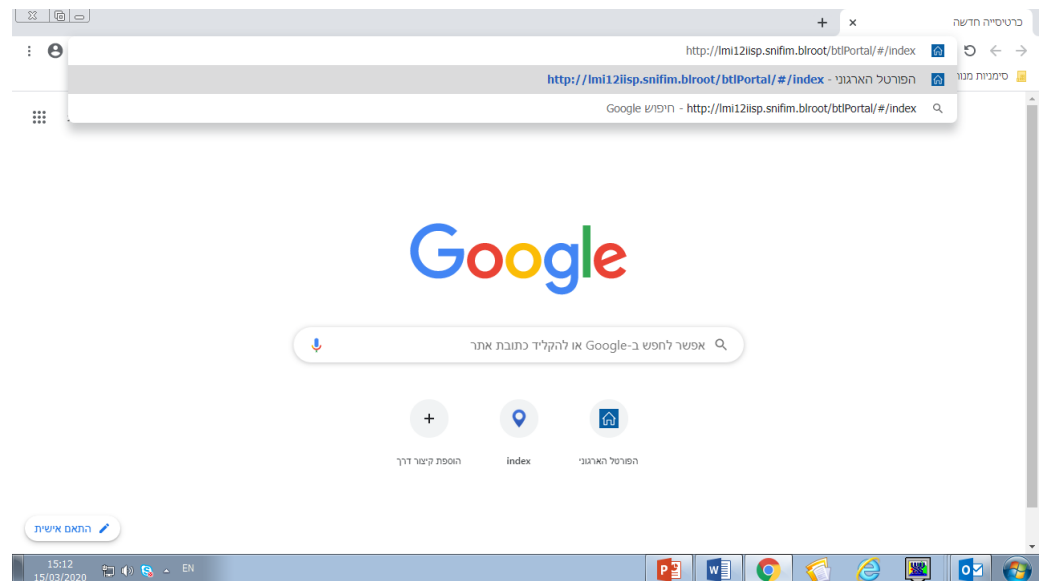 כרטיסייה חדשה
http://lmi12iisp.snifim.blroot/btlPortal/#/index
הפורטל הארגוני - http://lmi12iisp.snifim.blroot/btlPortal/#/index
http://lmi12iisp.snifim.blroot/btlPortal/#/index - חיפוש Google
סימניות מנוה
Google
אפשר לחפש ב-Google או להקליד כתובת אתר
הפורטל הארגוני
index
הוספת קיצור דרך
התאם אישית
EN
15:12
15/03/2020